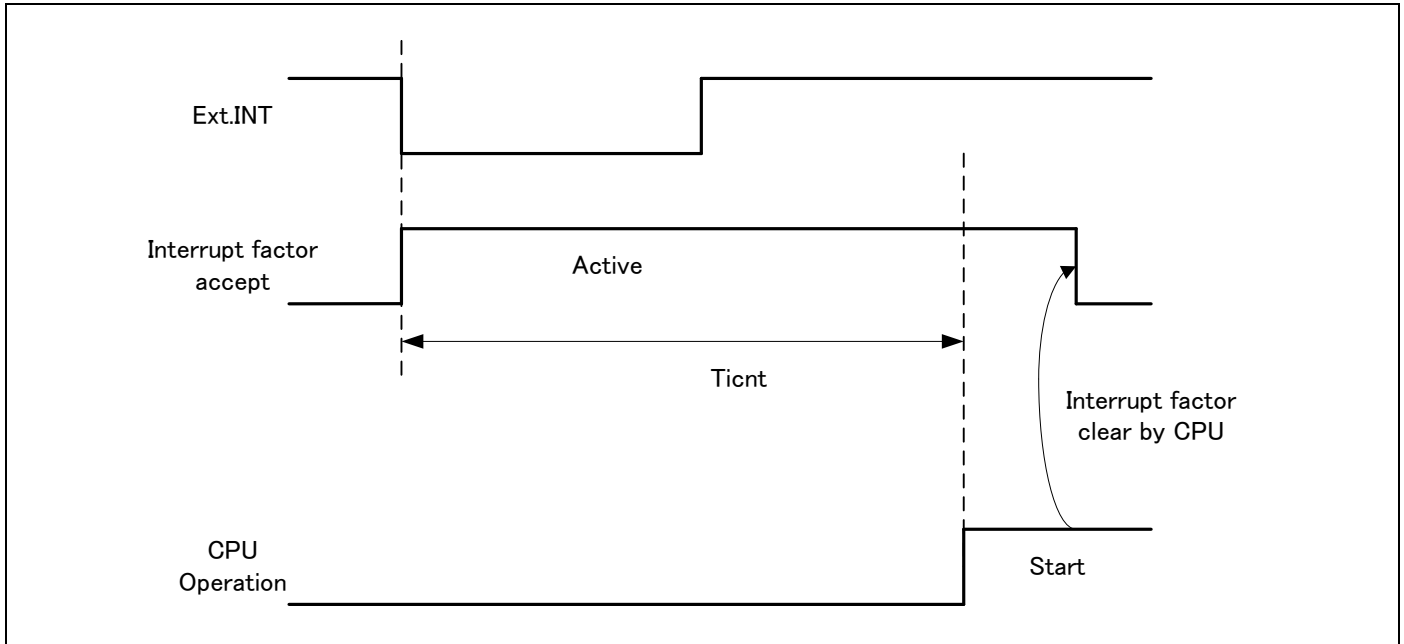 Ext.INT
Interrupt factor
accept
Active
Ticnt
Interrupt factor
clear by CPU
CPU
Operation
Start